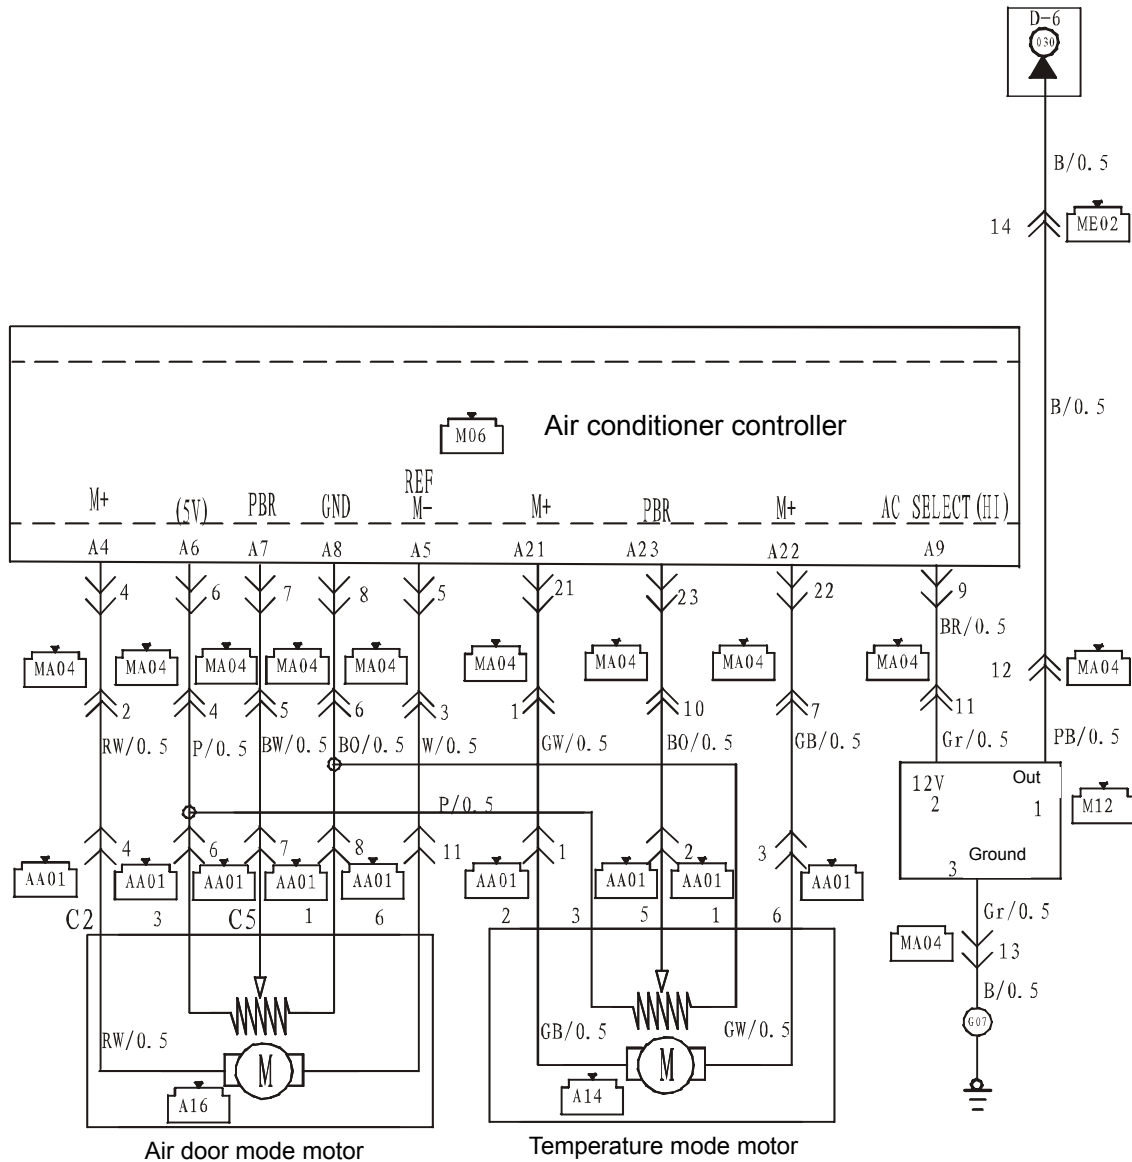 D-6
030
B/0.5
14 ME02
B/0.5
M06 Air conditioner controller
REF
M+ (5V) PBR GND M- M+ PBR M+ AC SELECT(HI)
A4 A6 A7 A8 A5 A21 A23 A22 A9
4 6 7 8 5 21 23 22 9
BR/0.5
MA04 MA04 MA04 MA04 MA04 MA04 MA04 MA04 MA04 12 MA04
2 4 5 6 3 1 10 7 11
RW/0.5 P/0.5 BW/0.5 BO/0.5 W/0.5 GW/0.5 BO/0.5 GB/0.5 Gr/0.5 PB/0.5
12V Out
2 1 M12
P/0.5
4 6 7 8 11 1 2 3
Ground
3
AA01 AA01 AA01 AA01 AA01 AA01 AA01 AA01 AA01
C2 3 C5 1 6 2 3 5 1 6
Gr/0.5
MA04 13
B/0.5
G07
RW/0.5 GB/0.5 GW/0.5
M M
A16 A14
Air door mode motor Temperature mode motor